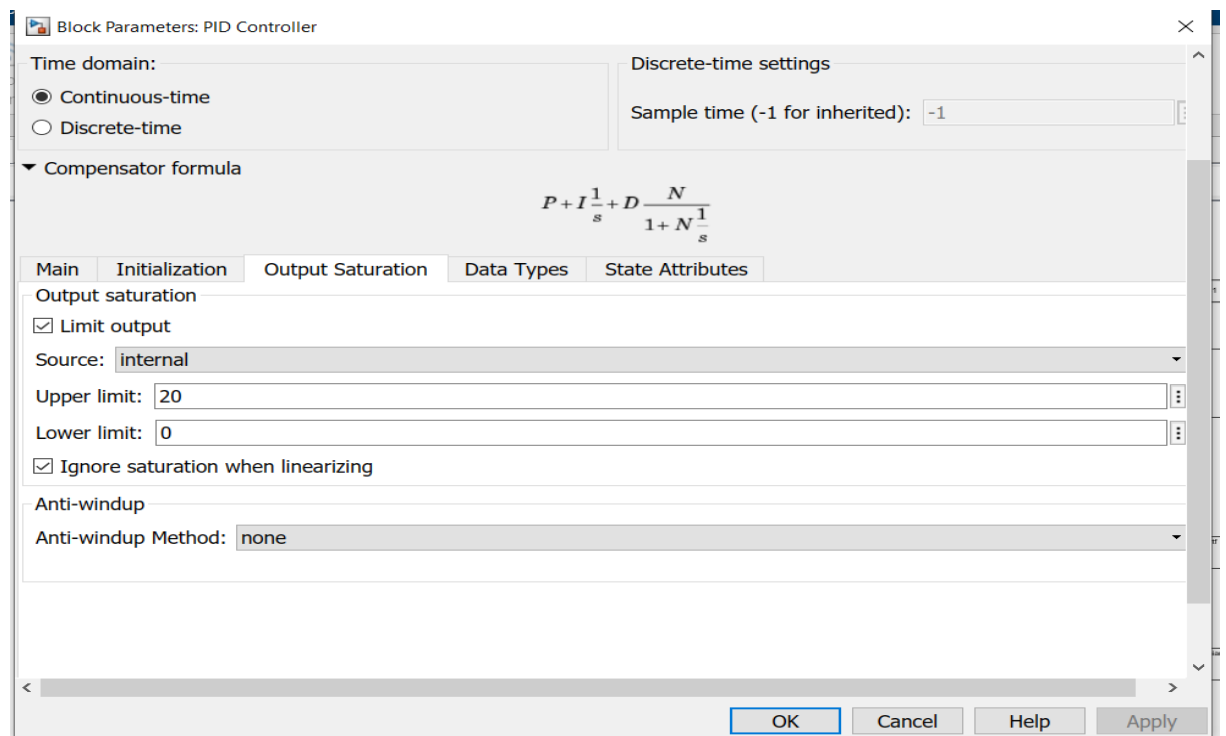 Block Parameters: PID Controller
Time domain:
Discrete-time settings
Continuous-time
Sample time (-1 for inherited): -1
Discrete-time
Compensator formula
P + I 1/s + D N/(1 + N 1/s)
Main Initialization Output Saturation Data Types State Attributes
Output saturation
Limit output
Source: internal
Upper limit: 20
Lower limit: 0
Ignore saturation when linearizing
Anti-windup
Anti-windup Method: none
OK Cancel Help Apply